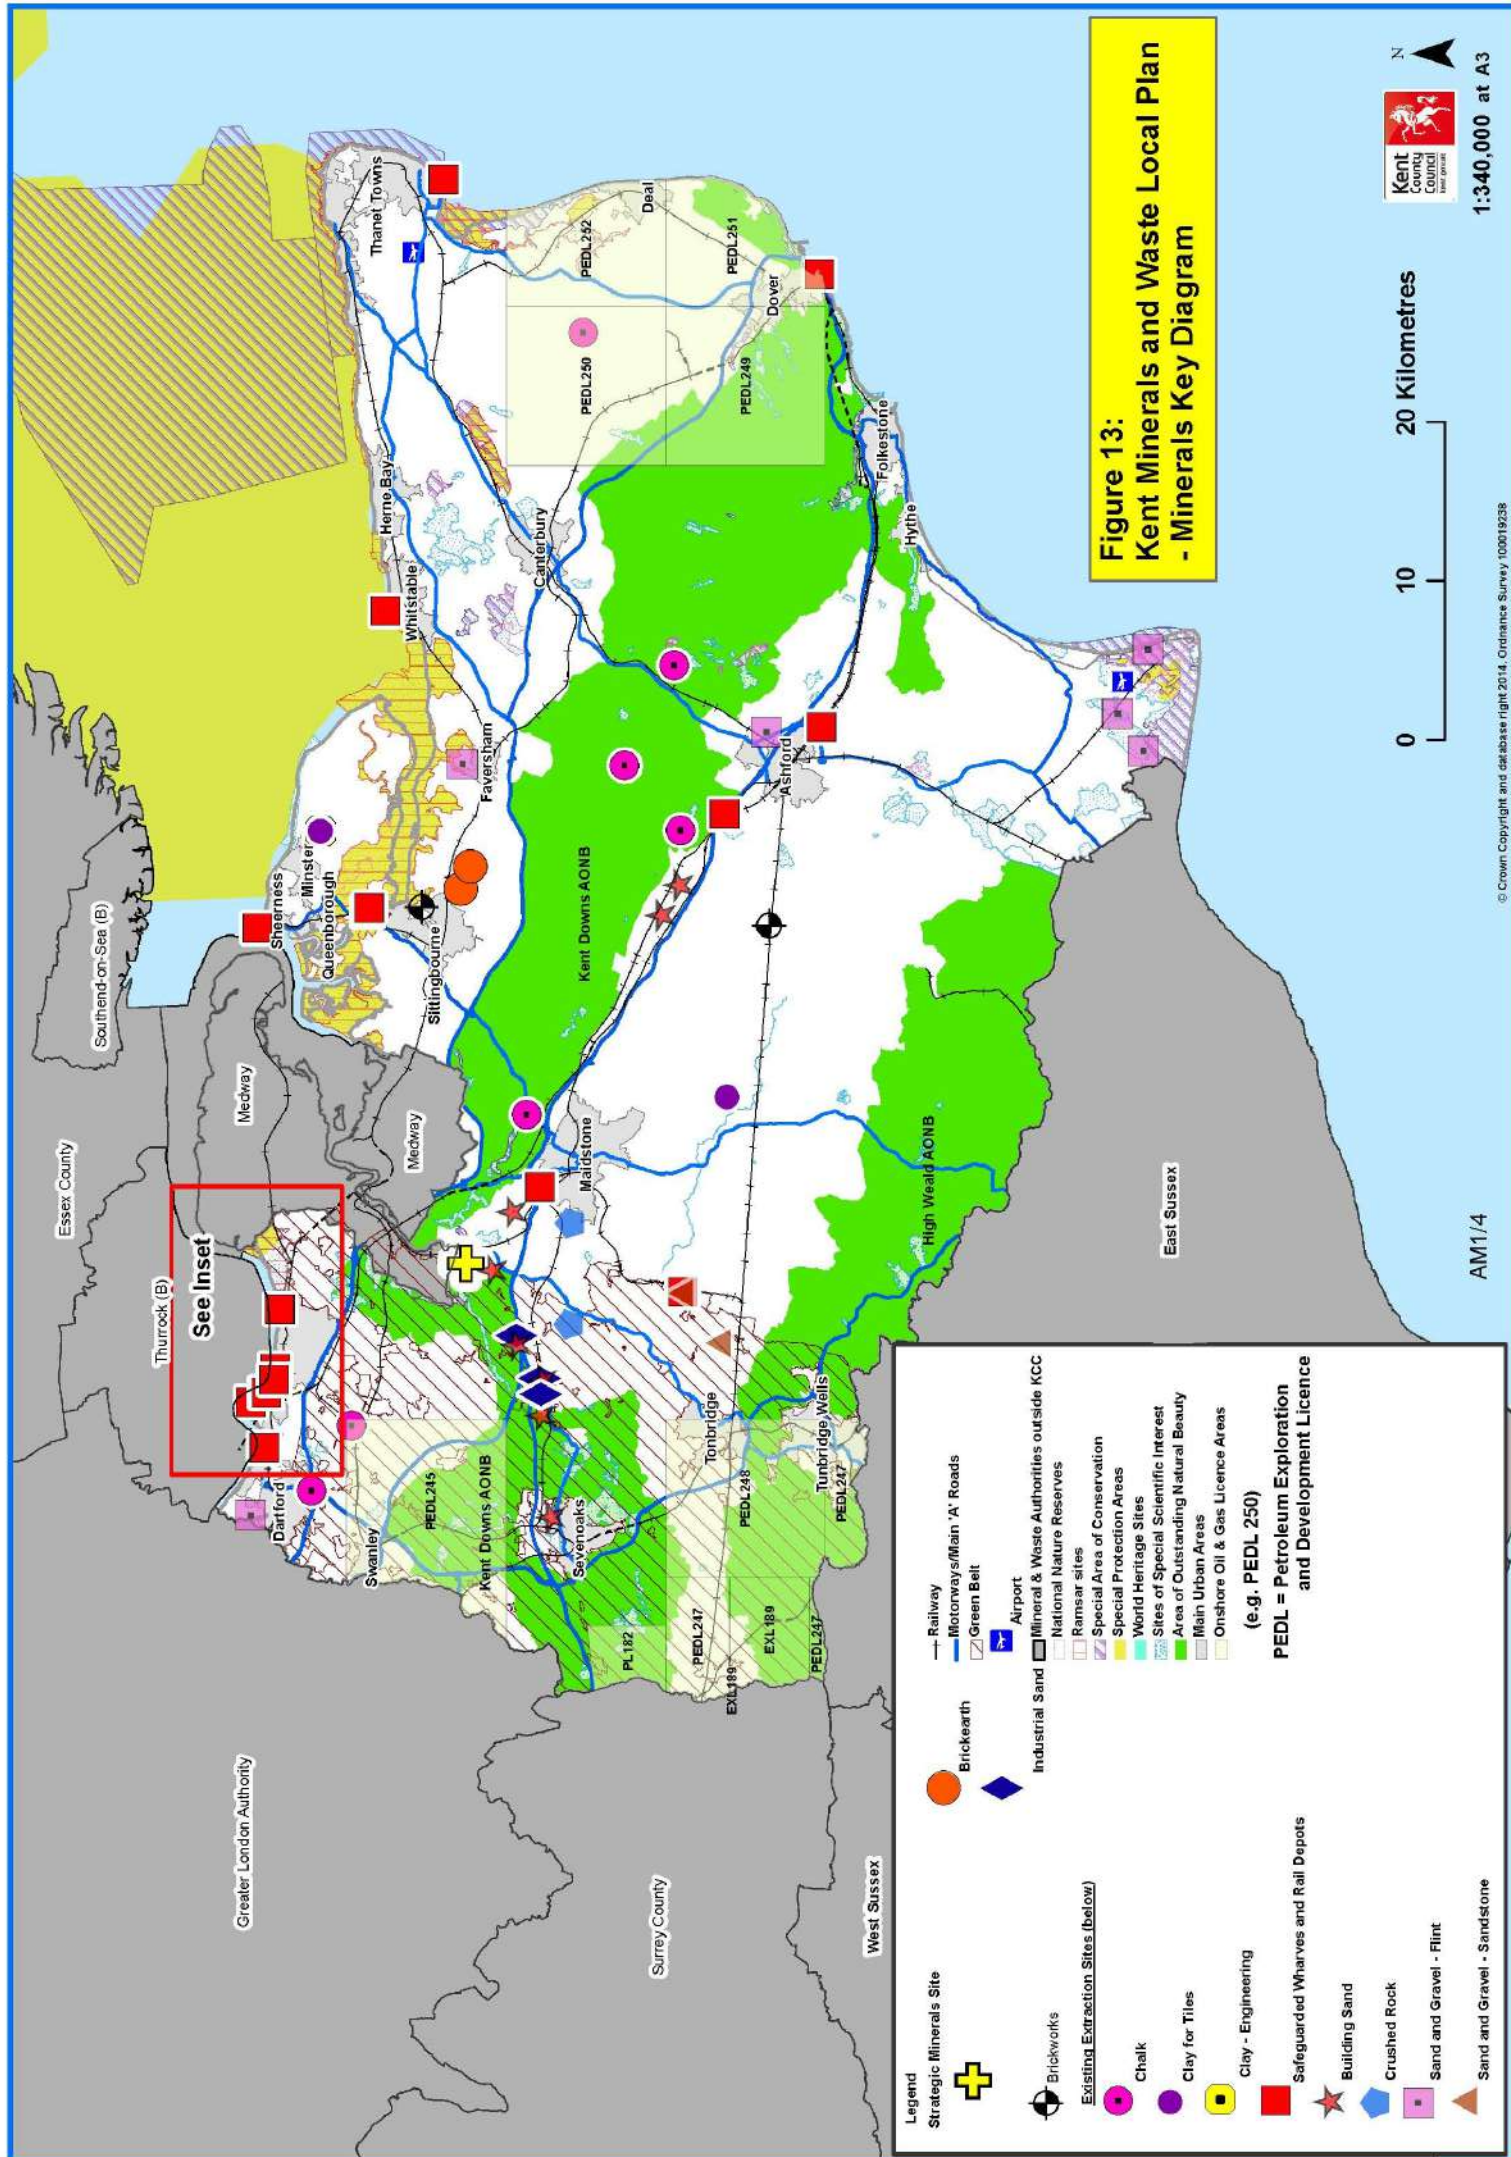 Figure 13:
Kent Minerals and Waste Local Plan
- Minerals Key Diagram
Essex County
Southend-on-Sea (B)
Thurrock (B)
Medway
Medway
Greater London Authority
Surrey County
West Sussex
East Sussex
See Inset
Dartford
Swanley
PEDL245
Kent Downs AONB
Sevenoaks
PL182
PEDL247
EXL189
EXL189
PEDL247
PEDL248
PEDL247
Tonbridge
Tunbridge Wells
High Weald AONB
Maidstone
Sheerness
Minster
Queenborough
Sittingbourne
Faversham
Kent Downs AONB
Ashford
Whitstable
Herne Bay
Canterbury
Thanet Towns
PEDL250
PEDL252
PEDL249
PEDL251
Deal
Dover
Folkestone
Hythe
Legend
Strategic Minerals Site
Brickworks
Existing Extraction Sites (below)
Chalk
Clay for Tiles
Clay - Engineering
Safeguarded Wharves and Rail Depots
Building Sand
Crushed Rock
Sand and Gravel - Flint
Sand and Gravel - Sandstone
Brickearth
Industrial Sand
Railway
Motorways/Main 'A' Roads
Green Belt
Airport
Mineral & Waste Authorities outside KCC
National Nature Reserves
Ramsar sites
Special Area of Conservation
Special Protection Areas
World Heritage Sites
Sites of Special Scientific Interest
Area of Outstanding Natural Beauty
Main Urban Areas
Onshore Oil & Gas Licence Areas
(e.g. PEDL 250)
PEDL = Petroleum Exploration
and Development Licence
AM1/4
0 10 20 Kilometres
Kent
County
Council
N
1:340,000 at A3
© Crown Copyright and database right 2014. Ordnance Survey 100019238